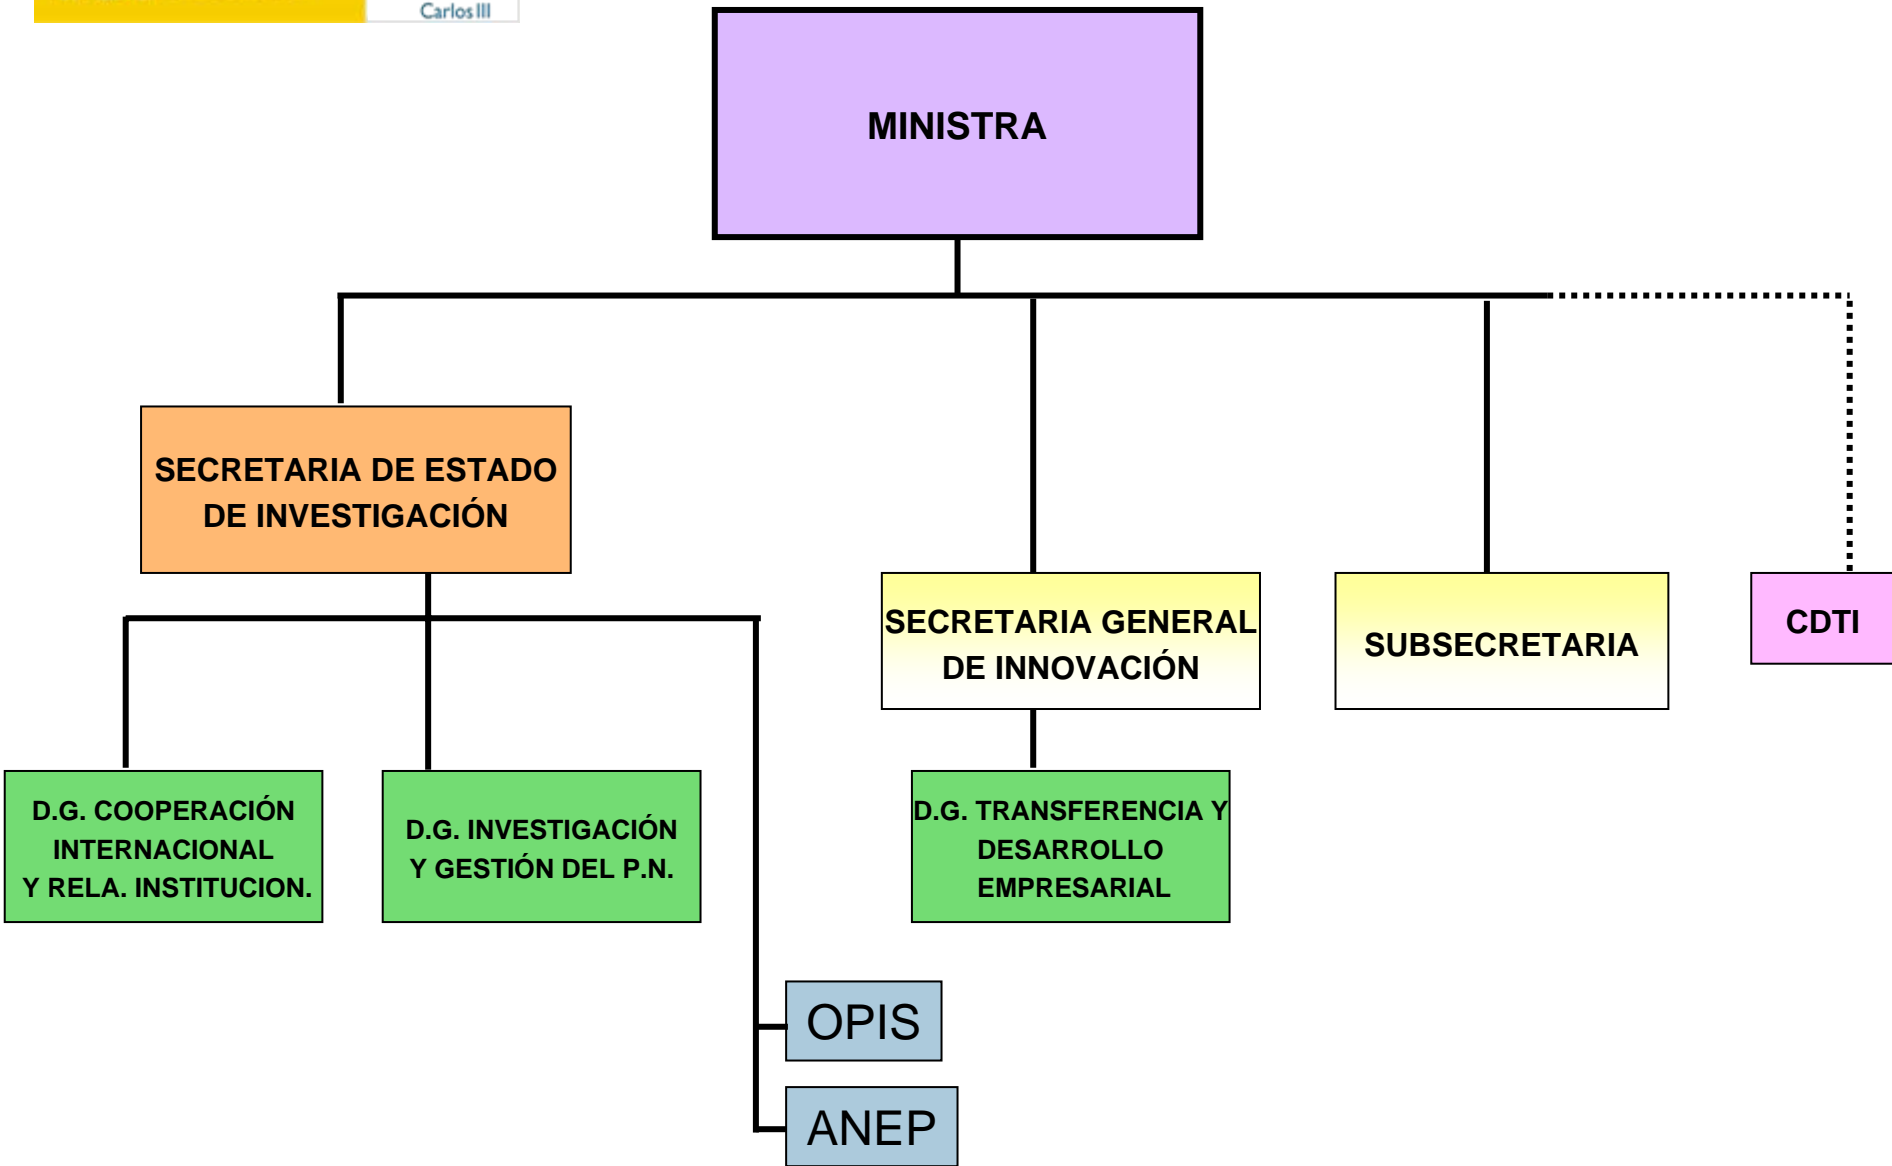 Carlos III
MINISTRA
SECRETARIA DE ESTADO
DE INVESTIGACIÓN
SECRETARIA GENERAL
DE INNOVACIÓN
SUBSECRETARIA
CDTI
D.G. COOPERACIÓN
INTERNACIONAL
Y RELA. INSTITUCION.
D.G. INVESTIGACIÓN
Y GESTIÓN DEL P.N.
D.G. TRANSFERENCIA Y
DESARROLLO
EMPRESARIAL
OPIS
ANEP